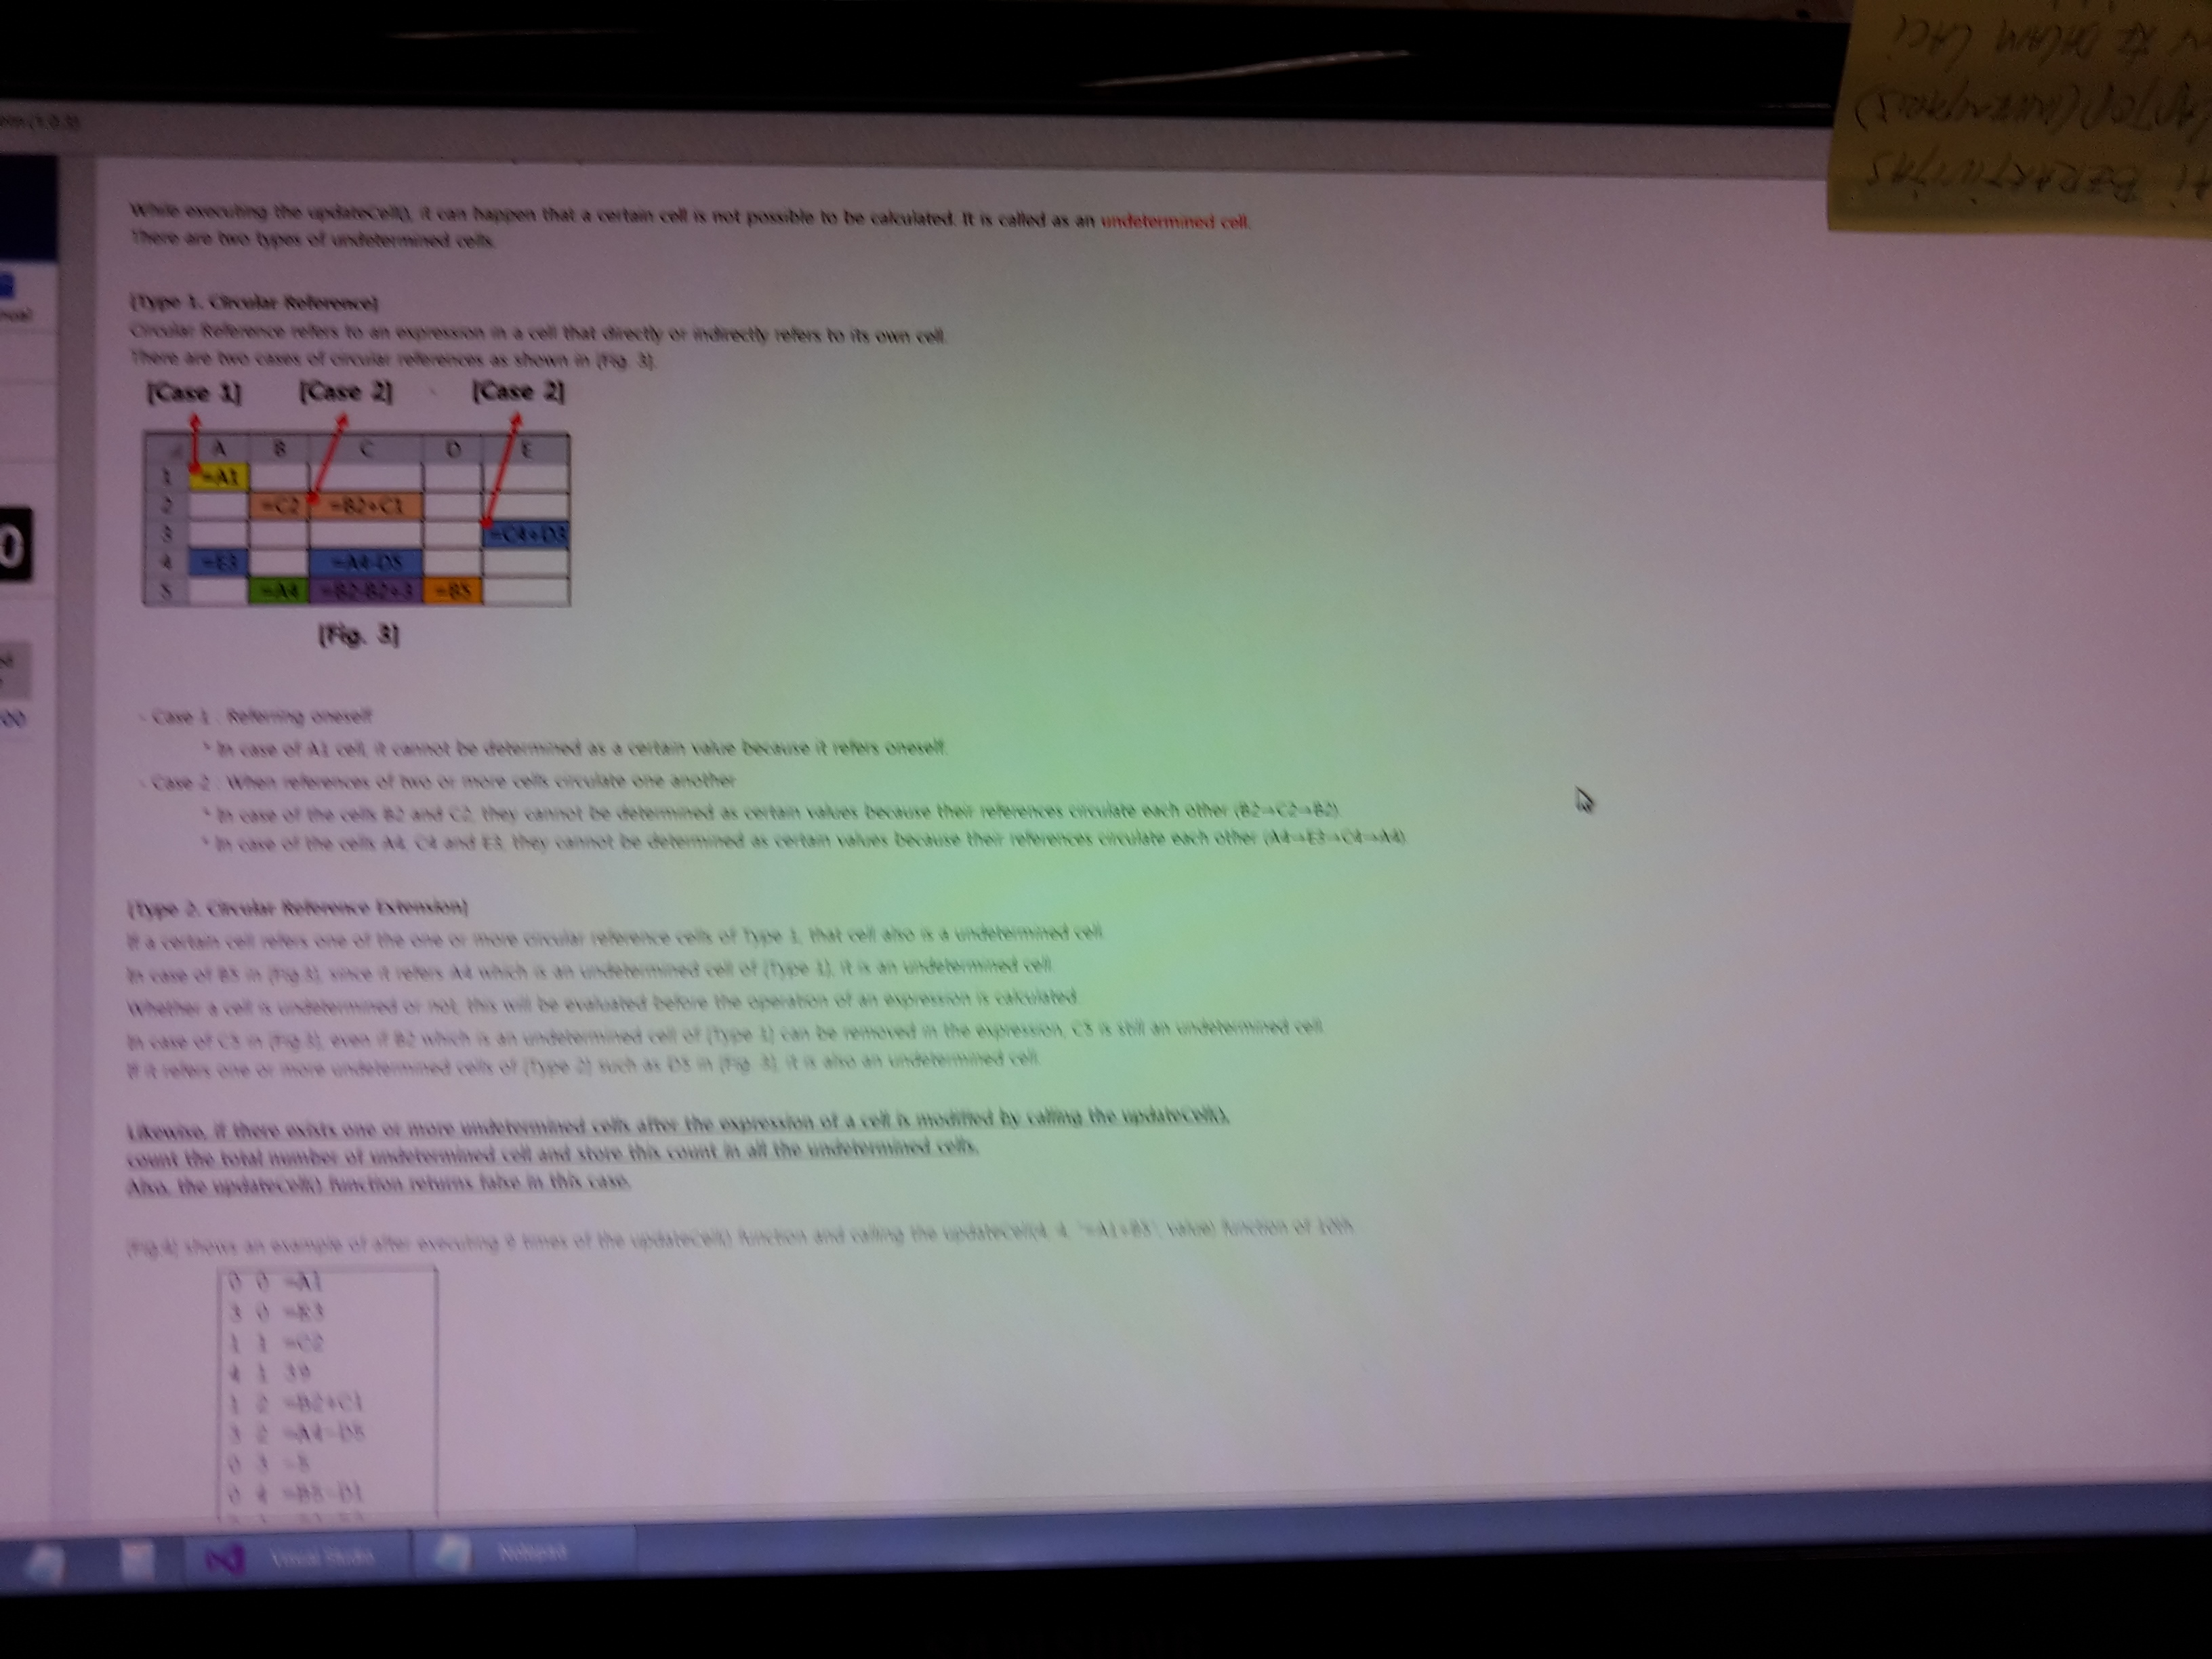 While executing the updateCell(), it can happen that a certain cell is not possible to be calculated. It is called as an undetermined cell.
There are two types of undetermined cells.
[Type 1. Circular Reference]
Circular Reference refers to an expression in a cell that directly or indirectly refers to its own cell.
There are two cases of circular references as shown in [Fig. 3].
[Case 1] [Case 2] [Case 2]
A B C D E
1 =A1
2 =C2 =B2+C1
3 =C4+D3
4 =E3 =A4-D5
5 =A4 =B2-B2+3 =B5
[Fig. 3]
- Case 1 : Referring oneself
* In case of A1 cell, it cannot be determined as a certain value because it refers oneself.
- Case 2 : When references of two or more cells circulate one another
* In case of the cells B2 and C2, they cannot be determined as certain values because their references circulate each other (B2→C2→B2).
* In case of the cells A4, C4 and E3, they cannot be determined as certain values because their references circulate each other (A4→E3→C4→A4).
[Type 2. Circular Reference Extension]
If a certain cell refers one of the one or more circular reference cells of Type 1, that cell also is a undetermined cell.
In case of B5 in [Fig.3], since it refers A4 which is an undetermined cell of [Type 1], it is an undetermined cell.
Whether a cell is undetermined or not, this will be evaluated before the operation of an expression is calculated.
In case of C5 in [Fig.3], even if B2 which is an undetermined cell of [Type 1] can be removed in the expression, C5 is still an undetermined cell.
If it refers one or more undetermined cells of [Type 2] such as D5 in [Fig. 3], it is also an undetermined cell.
Likewise, if there exists one or more undetermined cells after the expression of a cell is modified by calling the updateCell(),
count the total number of undetermined cell and store this count in all the undetermined cells.
Also, the updateCell() function returns false in this case.
[Fig.4] shows an example of after executing 9 times of the updateCell() function and calling the updateCell(4, 4, "=A1+B5", value) function of 10th.
0 0 =A1
3 0 =E3
1 1 =C2
4 1 39
1 2 =B2+C1
3 2 =A4-D5
0 3 -5
0 4 =B5-D1
Visual Studio
Notepad